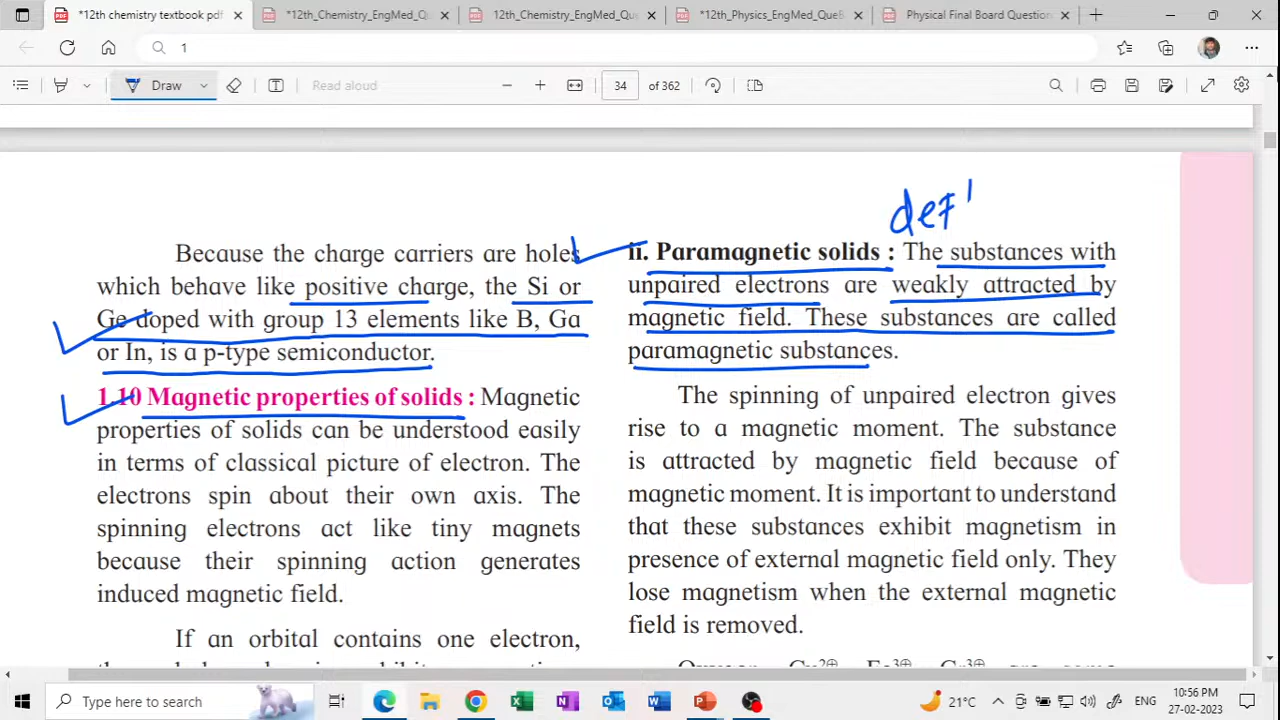 *12th chemistry textbook pdf
*12th_Chemistry_EngMed_Qu
*12th_Chemistry_EngMed_Que
*12th_Physics_EngMed_QueB
Physical Final Board Question
1
Draw
Read aloud
34
of 362
Because the charge carriers are holes
which behave like positive charge, the Si or
Ge doped with group 13 elements like B, Ga
or In, is a p-type semiconductor.
1.10 Magnetic properties of solids : Magnetic
properties of solids can be understood easily
in terms of classical picture of electron. The
electrons spin about their own axis. The
spinning electrons act like tiny magnets
because their spinning action generates
induced magnetic field.
If an orbital contains one electron,
def'
ii. Paramagnetic solids : The substances with
unpaired electrons are weakly attracted by
magnetic field. These substances are called
paramagnetic substances.
The spinning of unpaired electron gives
rise to a magnetic moment. The substance
is attracted by magnetic field because of
magnetic moment. It is important to understand
that these substances exhibit magnetism in
presence of external magnetic field only. They
lose magnetism when the external magnetic
field is removed.
Type here to search
21°C
ENG
10:56 PM
27-02-2023